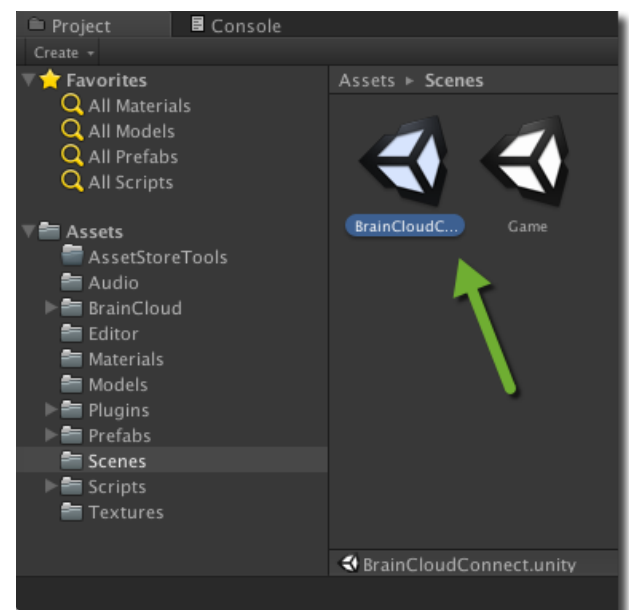 Project
Console
Create
Favorites
All Materials
All Models
All Prefabs
All Scripts
Assets
AssetStoreTools
Audio
BrainCloud
Editor
Materials
Models
Plugins
Prefabs
Scenes
Scripts
Textures
Assets ▸ Scenes
BrainCloudC...
Game
BrainCloudConnect.unity